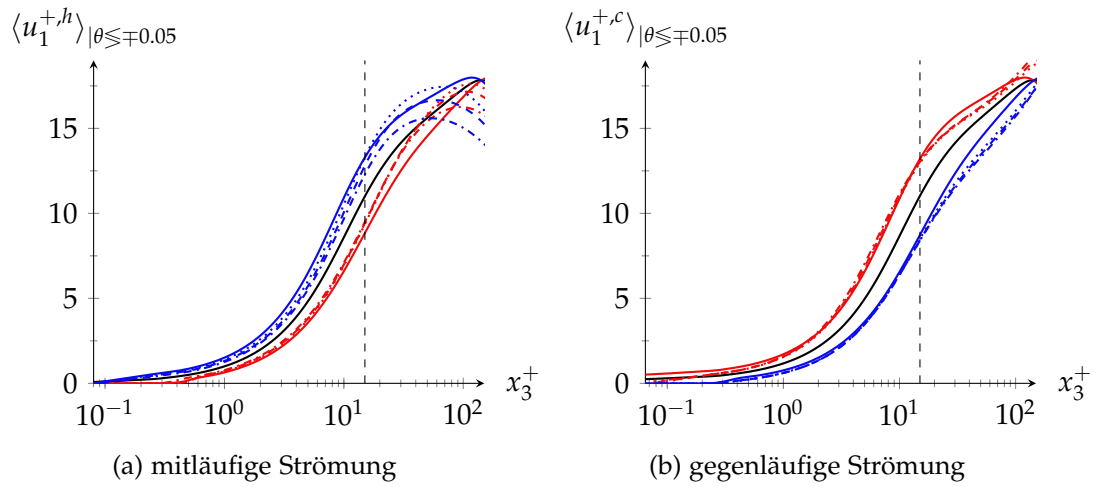 ⟨u₁⁺˒ʰ⟩|θ≶∓0.05
15
10
5
0
10⁻¹ 10⁰ 10¹ 10² x₃⁺
(a) mitläufige Strömung
⟨u₁⁺˒ᶜ⟩|θ≶∓0.05
15
10
5
0
10⁻¹ 10⁰ 10¹ 10² x₃⁺
(b) gegenläufige Strömung